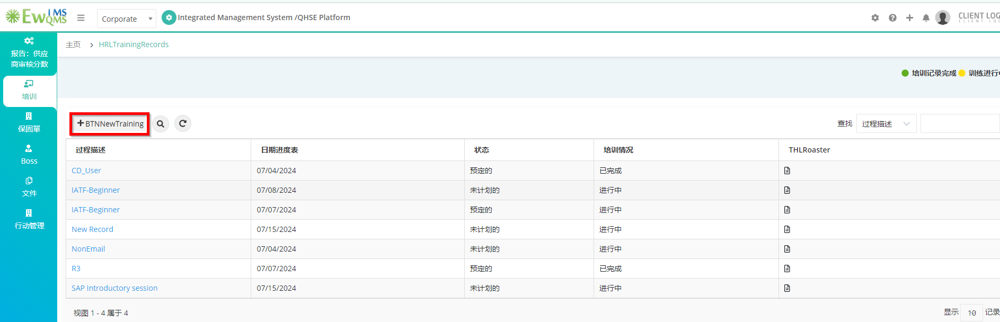 EwQMS IMS
Corporate
Integrated Management System /QHSE Platform
CLIENT LOG
CLIENT LOG
报告：供应
商审核分数
培训
保固單
Boss
文件
行动管理
主页 > HRLTrainingRecords
培训记录完成 训练进行中
+BTNNewTraining
查找 过程描述
过程描述 日期进度表 状态 培训情况 THLRoaster
CD_User 07/04/2024 预定的 已完成
IATF-Beginner 07/08/2024 未计划的 进行中
IATF-Beginner 07/07/2024 预定的 进行中
New Record 07/15/2024 未计划的 进行中
NonEmail 07/04/2024 未计划的 进行中
R3 07/07/2024 预定的 已完成
SAP Introductory session 07/15/2024 未计划的 进行中
视图 1 - 4 属于 4
显示 10 记录